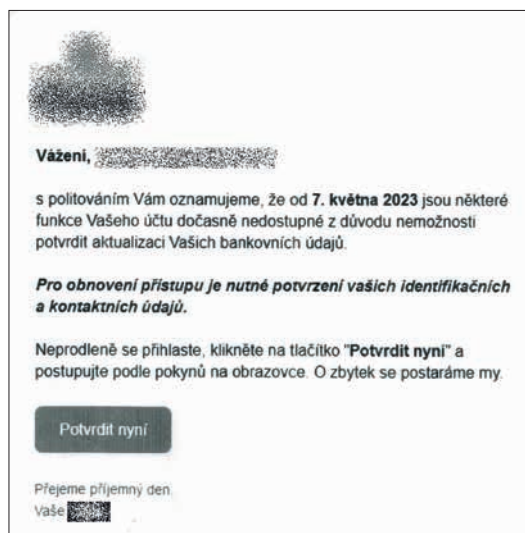 Vážení,
s politováním Vám oznamujeme, že od 7. května 2023 jsou některé
funkce Vašeho účtu dočasně nedostupné z důvodu nemožnosti
potvrdit aktualizaci Vašich bankovních údajů.
Pro obnovení přístupu je nutné potvrzení vašich identifikačních
a kontaktních údajů.
Neprodleně se přihlaste, klikněte na tlačítko "Potvrdit nyní" a
postupujte podle pokynů na obrazovce. O zbytek se postaráme my.
Potvrdit nyní
Přejeme příjemný den
Vaše